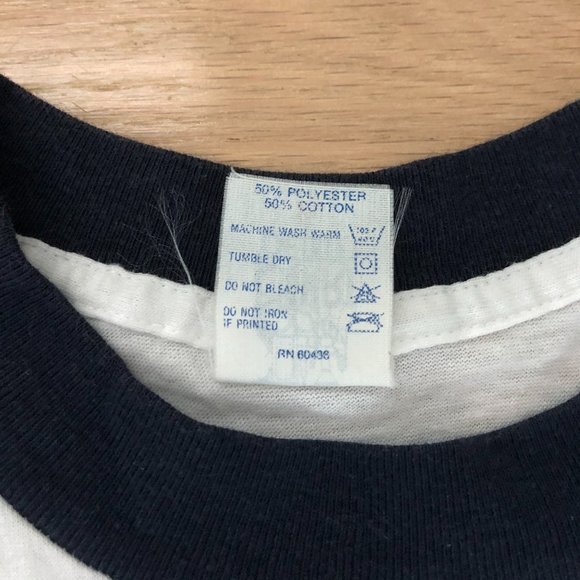 50% POLYESTER
50% COTTON
MACHINE WASH WARM
TUMBLE DRY
DO NOT BLEACH
DO NOT IRON
IF PRINTED
RN 60436